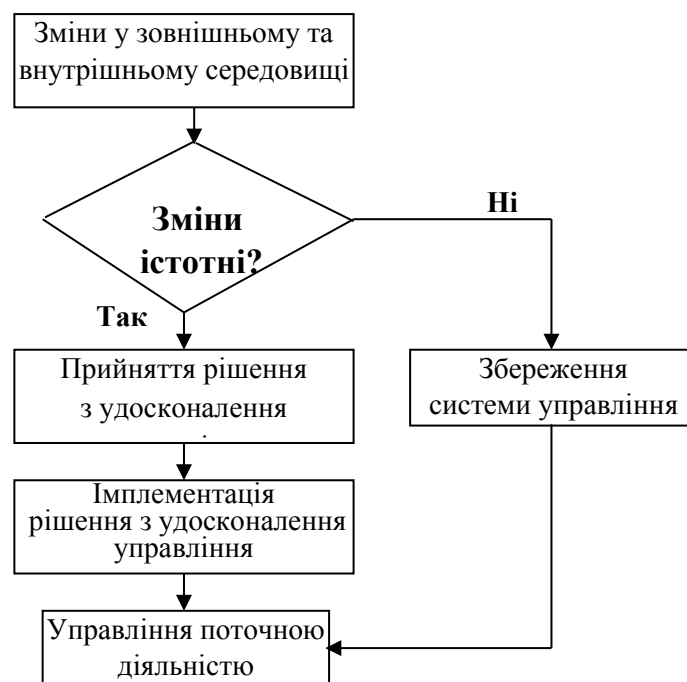 Зміни у зовнішньому та
внутрішньому середовищі
Зміни
істотні?
Ні
Так
Прийняття рішення
з удосконалення
Збереження
системи управління
Імплементація
рішення з удосконалення
управління
Управління поточною
діяльністю